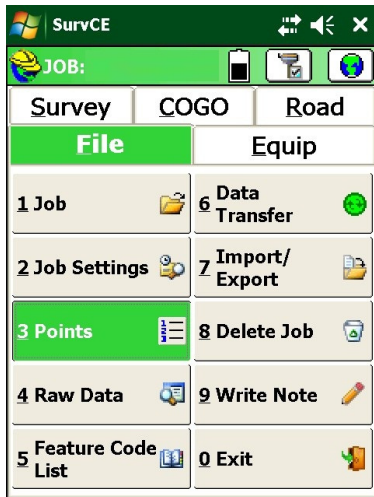 SurvCE
JOB:
Survey COGO Road
File Equip
1 Job
6 Data
Transfer
2 Job Settings
7 Import/
Export
3 Points
8 Delete Job
4 Raw Data
9 Write Note
5 Feature Code
List
0 Exit